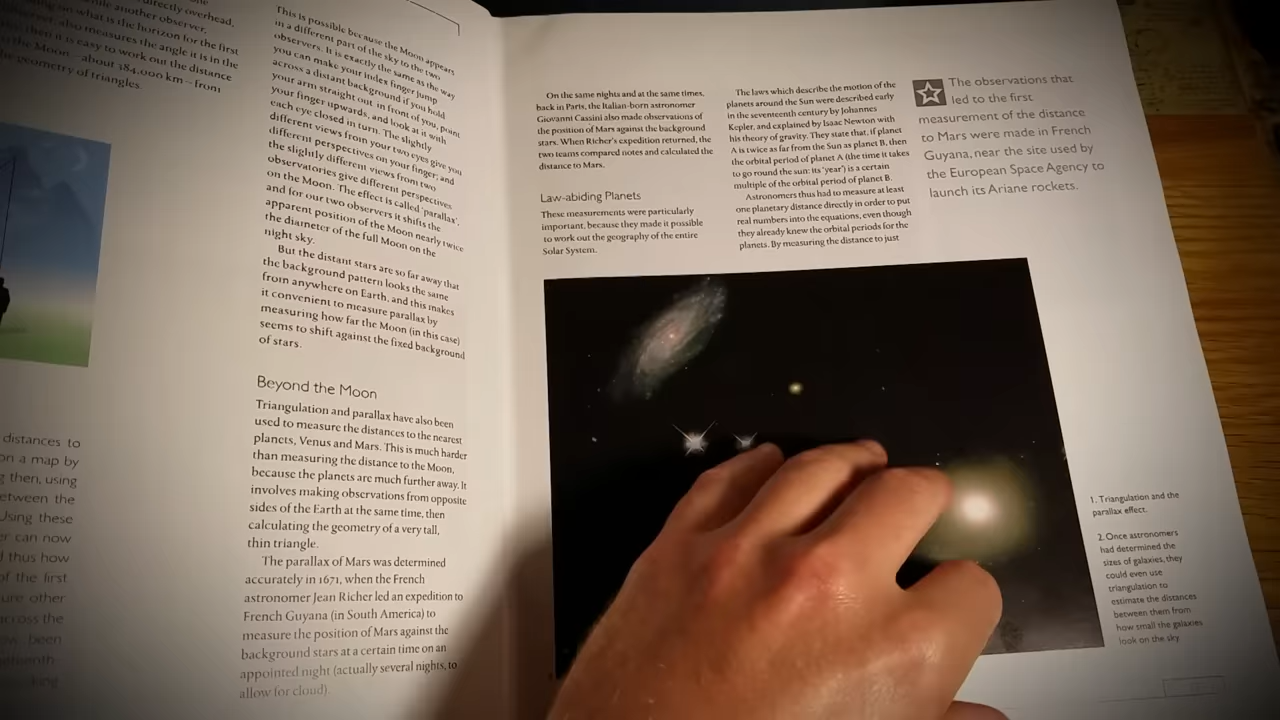 directly overhead,
while another observer,
on what is the horizon for the first
however, also measures the angle it is in the
then it is easy to work out the distance
the Moon – about 384,000 km – from
geometry of triangles.
distances to
on a map by
then, using
between the
Using these
can now
thus how
of the first
other
across the
been
This is possible because the Moon appears
in a different part of the sky to the two
observers. It is exactly the same as the way
you can make your index finger jump
across a distant background if you hold
your arm straight out in front of you, point
your finger upwards, and look at it with
each eye closed in turn. The slightly
different views from your two eyes give you
different perspectives on your finger; and
the slightly different views from two
observatories give different perspectives
on the Moon. The effect is called 'parallax',
and for our two observers it shifts the
apparent position of the Moon nearly twice
the diameter of the full Moon on the
night sky.
But the distant stars are so far away that
the background pattern looks the same
from anywhere on Earth, and this makes
it convenient to measure parallax by
measuring how far the Moon (in this case)
seems to shift against the fixed background
of stars.
Beyond the Moon
Triangulation and parallax have also been
used to measure the distances to the nearest
planets, Venus and Mars. This is much harder
than measuring the distance to the Moon,
because the planets are much further away. It
involves making observations from opposite
sides of the Earth at the same time, then
calculating the geometry of a very tall,
thin triangle.
The parallax of Mars was determined
accurately in 1671, when the French
astronomer Jean Richer led an expedition to
French Guyana (in South America) to
measure the position of Mars against the
background stars at a certain time on an
appointed night (actually several nights, to
allow for cloud).
On the same nights and at the same times,
back in Paris, the Italian-born astronomer
Giovanni Cassini also made observations of
the position of Mars against the background
stars. When Richer's expedition returned, the
two teams compared notes and calculated the
distance to Mars.
Law-abiding Planets
These measurements were particularly
important, because they made it possible
to work out the geography of the entire
Solar System.
The laws which describe the motion of the
planets around the Sun were described early
in the seventeenth century by Johannes
Kepler, and explained by Isaac Newton with
his theory of gravity. They state that, if planet
A is twice as far from the Sun as planet B, then
the orbital period of planet A (the time it takes
to go round the sun: its 'year') is a certain
multiple of the orbital period of planet B.
Astronomers thus had to measure at least
one planetary distance directly in order to put
real numbers into the equations, even though
they already knew the orbital periods for the
planets. By measuring the distance to just
The observations that
led to the first
measurement of the distance
to Mars were made in French
Guyana, near the site used by
the European Space Agency to
launch its Ariane rockets.
1. Triangulation and the
parallax effect.
2. Once astronomers
had determined the
sizes of galaxies, they
could even use
triangulation to
estimate the distances
between them from
how small the galaxies
look on the sky